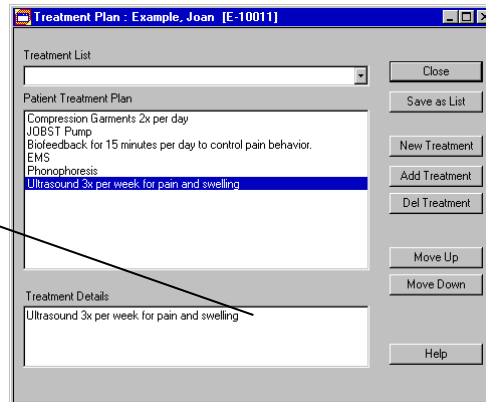 Treatment Plan : Example, Joan [E-10011]
Treatment List
Close
Patient Treatment Plan
Save as List
Compression Garments 2x per day
JOBST Pump
Biofeedback for 15 minutes per day to control pain behavior.
EMS
Phonophoresis
Ultrasound 3x per week for pain and swelling
New Treatment
Add Treatment
Del Treatment
Move Up
Move Down
Treatment Details
Ultrasound 3x per week for pain and swelling
Help